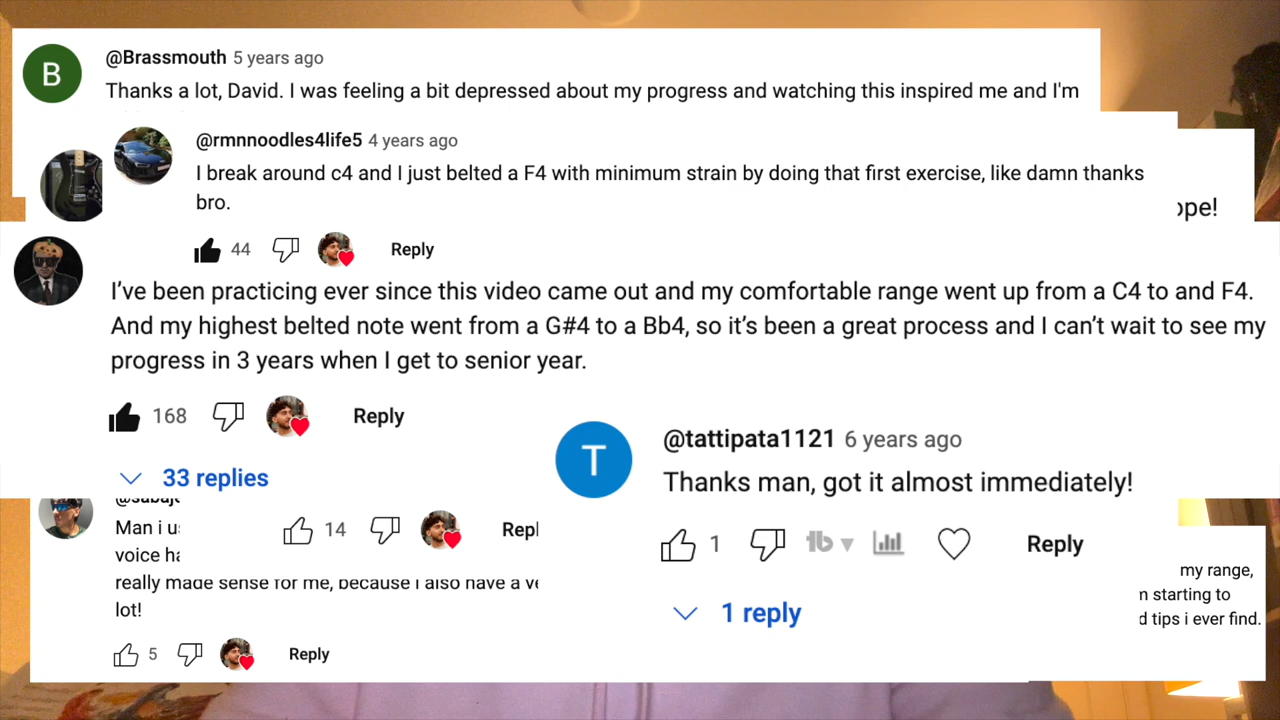 B
@Brassmouth 5 years ago
Thanks a lot, David. I was feeling a bit depressed about my progress and watching this inspired me and I'm
@rmnnoodles4life5 4 years ago
I break around c4 and I just belted a F4 with minimum strain by doing that first exercise, like damn thanks
bro.
ope!
44 Reply
I've been practicing ever since this video came out and my comfortable range went up from a C4 to and F4.
And my highest belted note went from a G#4 to a Bb4, so it's been a great process and I can't wait to see my
progress in 3 years when I get to senior year.
168 Reply
33 replies
T
@tattipata1121 6 years ago
Thanks man, got it almost immediately!
1 Reply
1 reply
Man i u
voice ha
14 Repl
really made sense for me, because i also have a ve
lot!
5 Reply
my range,
n starting to
d tips i ever find.